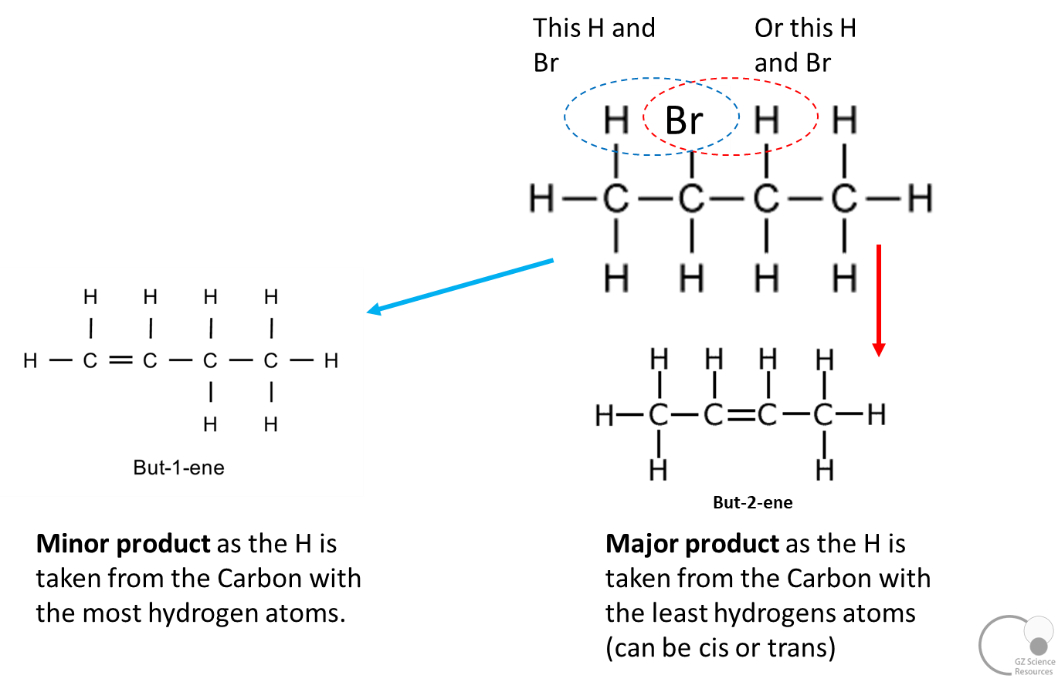 This H and
Br
Or this H
and Br
H Br H H
H—C—C—C—C—H
H H H H
H H H H
H — C = C — C — C — H
H H
But-1-ene
H H H H
H—C—C=C—C—H
H H
But-2-ene
Minor product as the H is
taken from the Carbon with
the most hydrogen atoms.
Major product as the H is
taken from the Carbon with
the least hydrogens atoms
(can be cis or trans)
GZ Science
Resources